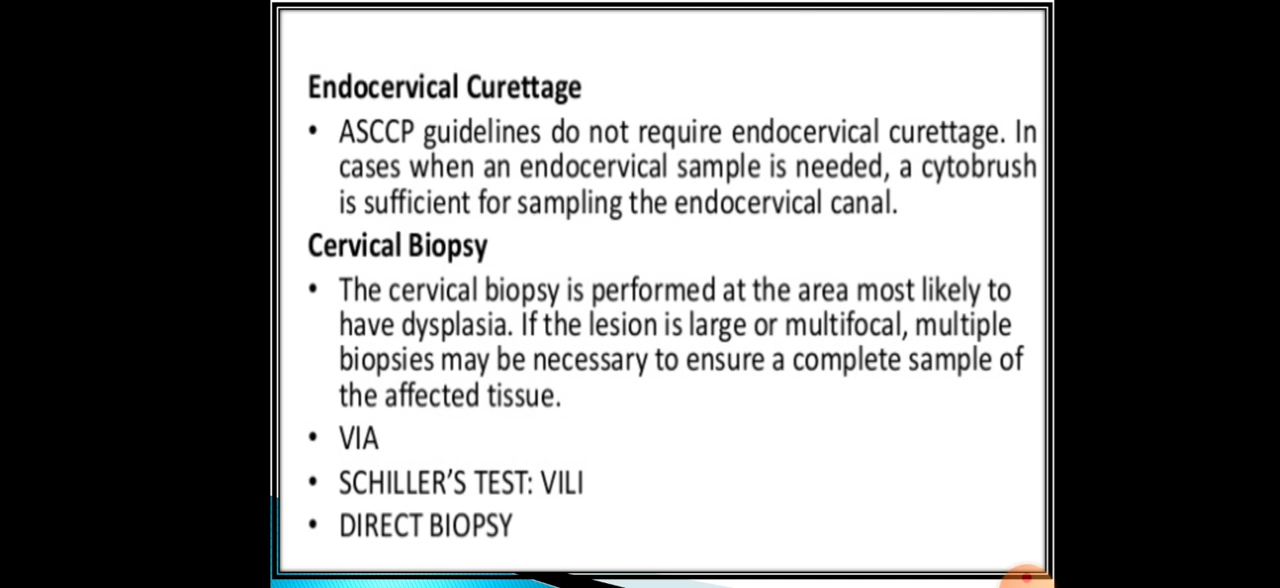 Endocervical Curettage
• ASCCP guidelines do not require endocervical curettage. In
cases when an endocervical sample is needed, a cytobrush
is sufficient for sampling the endocervical canal.
Cervical Biopsy
• The cervical biopsy is performed at the area most likely to
have dysplasia. If the lesion is large or multifocal, multiple
biopsies may be necessary to ensure a complete sample of
the affected tissue.
• VIA
• SCHILLER'S TEST: VILI
• DIRECT BIOPSY